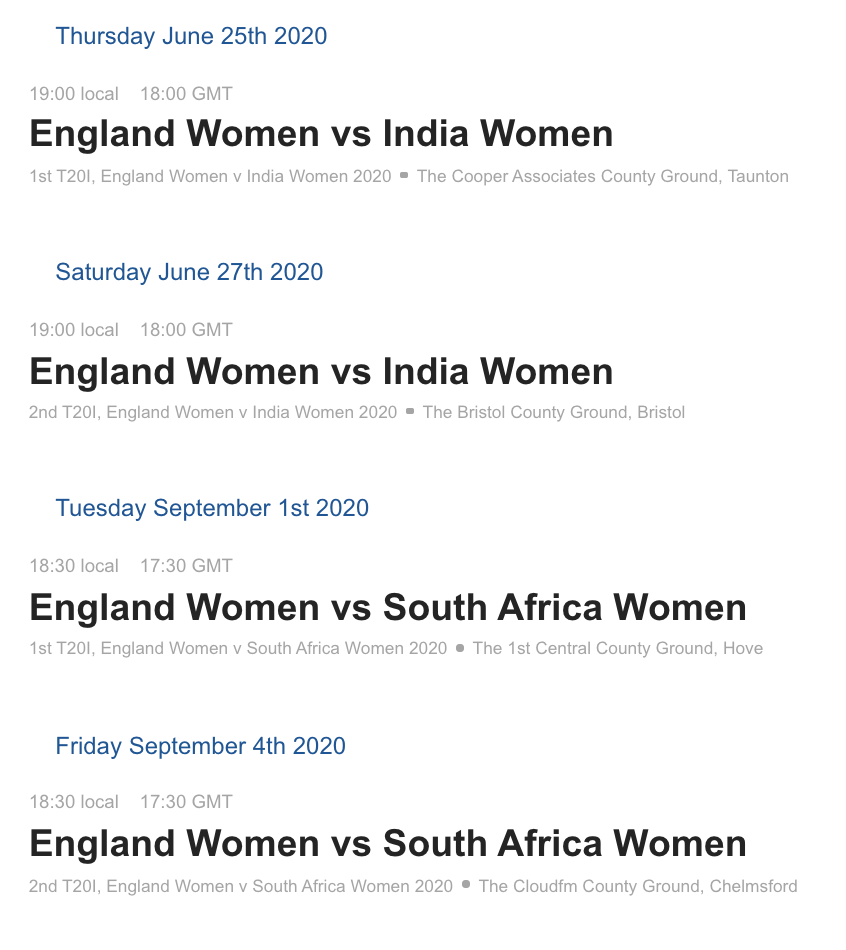 Thursday June 25th 2020
19:00 local 18:00 GMT
England Women vs India Women
1st T20I, England Women v India Women 2020 ▪ The Cooper Associates County Ground, Taunton
Saturday June 27th 2020
19:00 local 18:00 GMT
England Women vs India Women
2nd T20I, England Women v India Women 2020 ▪ The Bristol County Ground, Bristol
Tuesday September 1st 2020
18:30 local 17:30 GMT
England Women vs South Africa Women
1st T20I, England Women v South Africa Women 2020 ● The 1st Central County Ground, Hove
Friday September 4th 2020
18:30 local 17:30 GMT
England Women vs South Africa Women
2nd T20I, England Women v South Africa Women 2020 ● The Cloudfm County Ground, Chelmsford